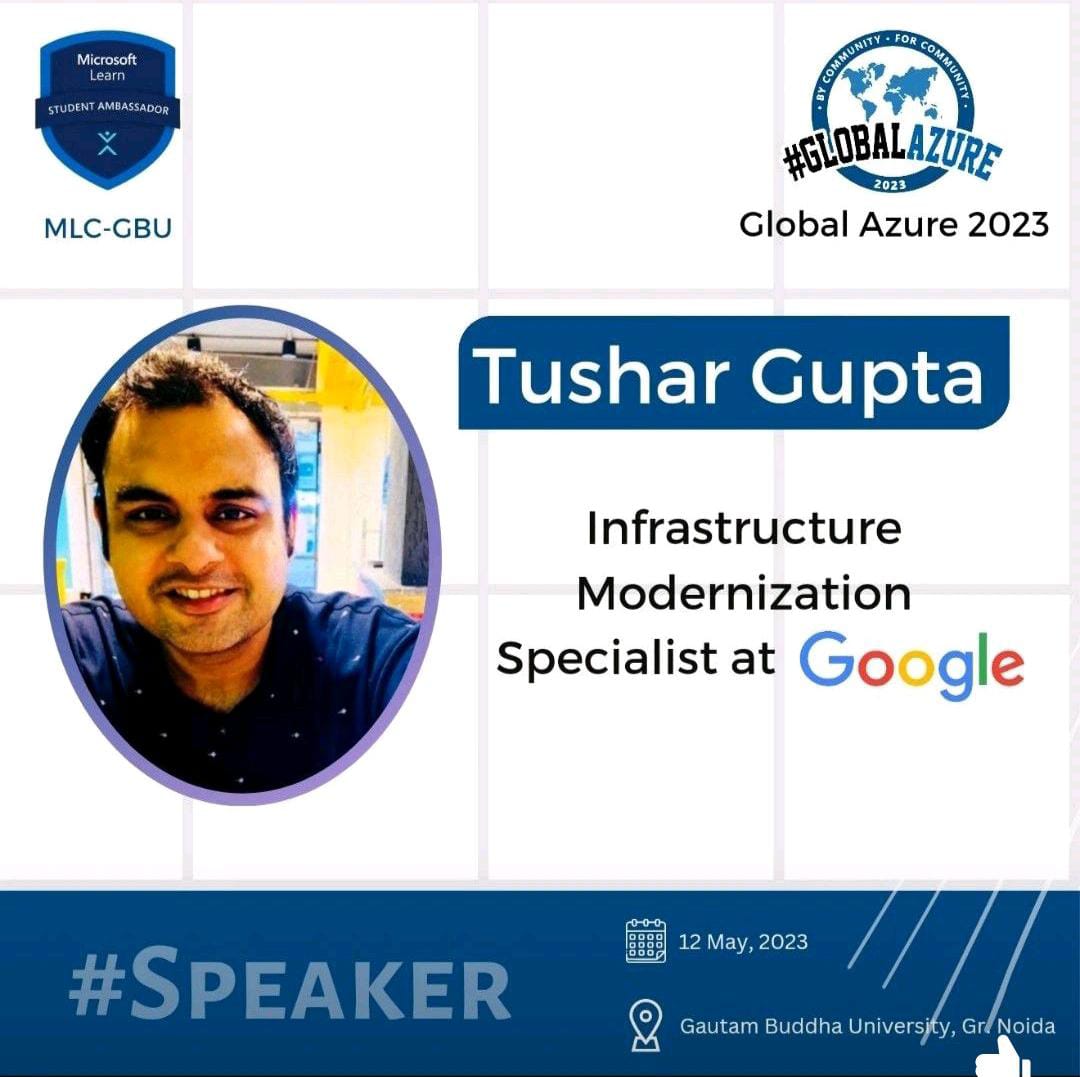 Microsoft
Learn
STUDENT AMBASSADOR
MLC-GBU
BY COMMUNITY • FOR COMMUNITY
#GLOBALAZURE
2023
Global Azure 2023
Tushar Gupta
Infrastructure
Modernization
Specialist at Google
#SPEAKER
12 May, 2023
Gautam Buddha University, Gr. Noida